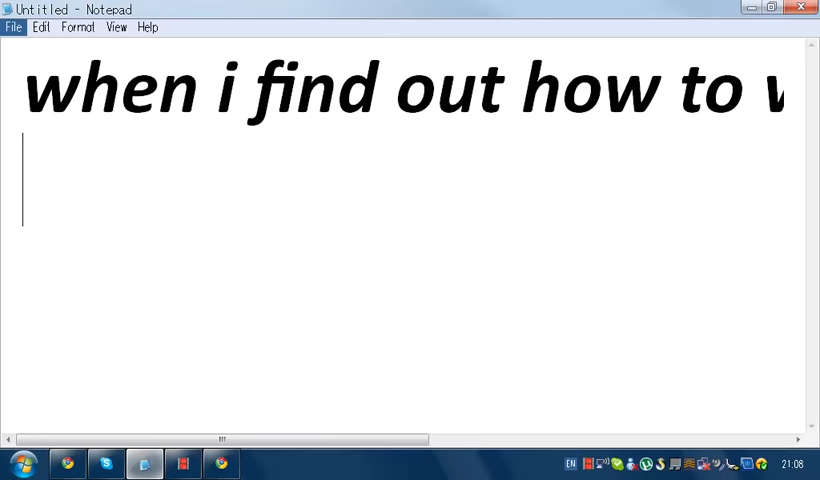 Untitled - Notepad
File Edit Format View Help
when i find out how to
EN 21:08